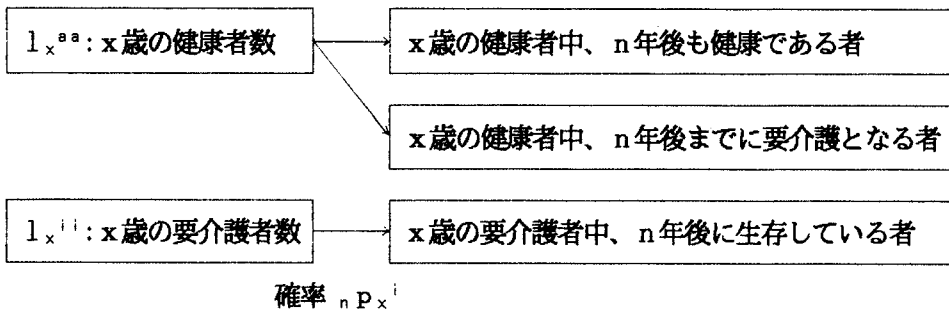 lₓᵃᵃ:x歳の健康者数
x歳の健康者中、n年後も健康である者
x歳の健康者中、n年後までに要介護となる者
lₓⁱⁱ:x歳の要介護者数
x歳の要介護者中、n年後に生存している者
確率 ₙpₓⁱ